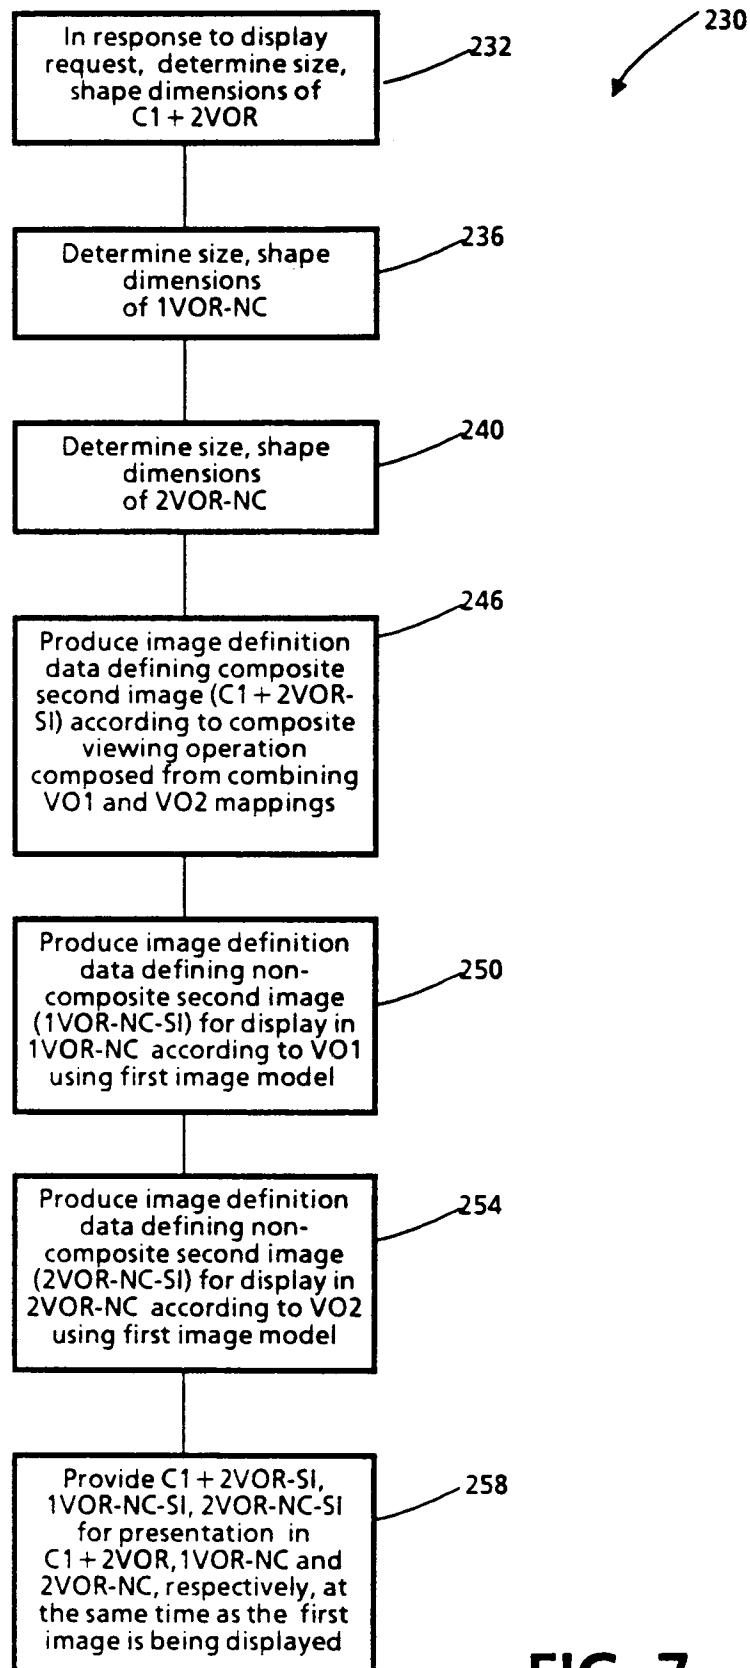 230
In response to display
request, determine size,
shape dimensions of
C1 + 2VOR
232
Determine size, shape
dimensions
of 1VOR-NC
236
Determine size, shape
dimensions
of 2VOR-NC
240
Produce image definition
data defining composite
second image (C1 + 2VOR-
SI) according to composite
viewing operation
composed from combining
VO1 and VO2 mappings
246
Produce image definition
data defining non-
composite second image
(1VOR-NC-SI) for display in
1VOR-NC according to VO1
using first image model
250
Produce image definition
data defining non-
composite second image
(2VOR-NC-SI) for display in
2VOR-NC according to VO2
using first image model
254
Provide C1 + 2VOR-SI,
1VOR-NC-SI, 2VOR-NC-SI
for presentation in
C1 + 2VOR, 1VOR-NC and
2VOR-NC, respectively, at
the same time as the first
image is being displayed
258
FIG. 7